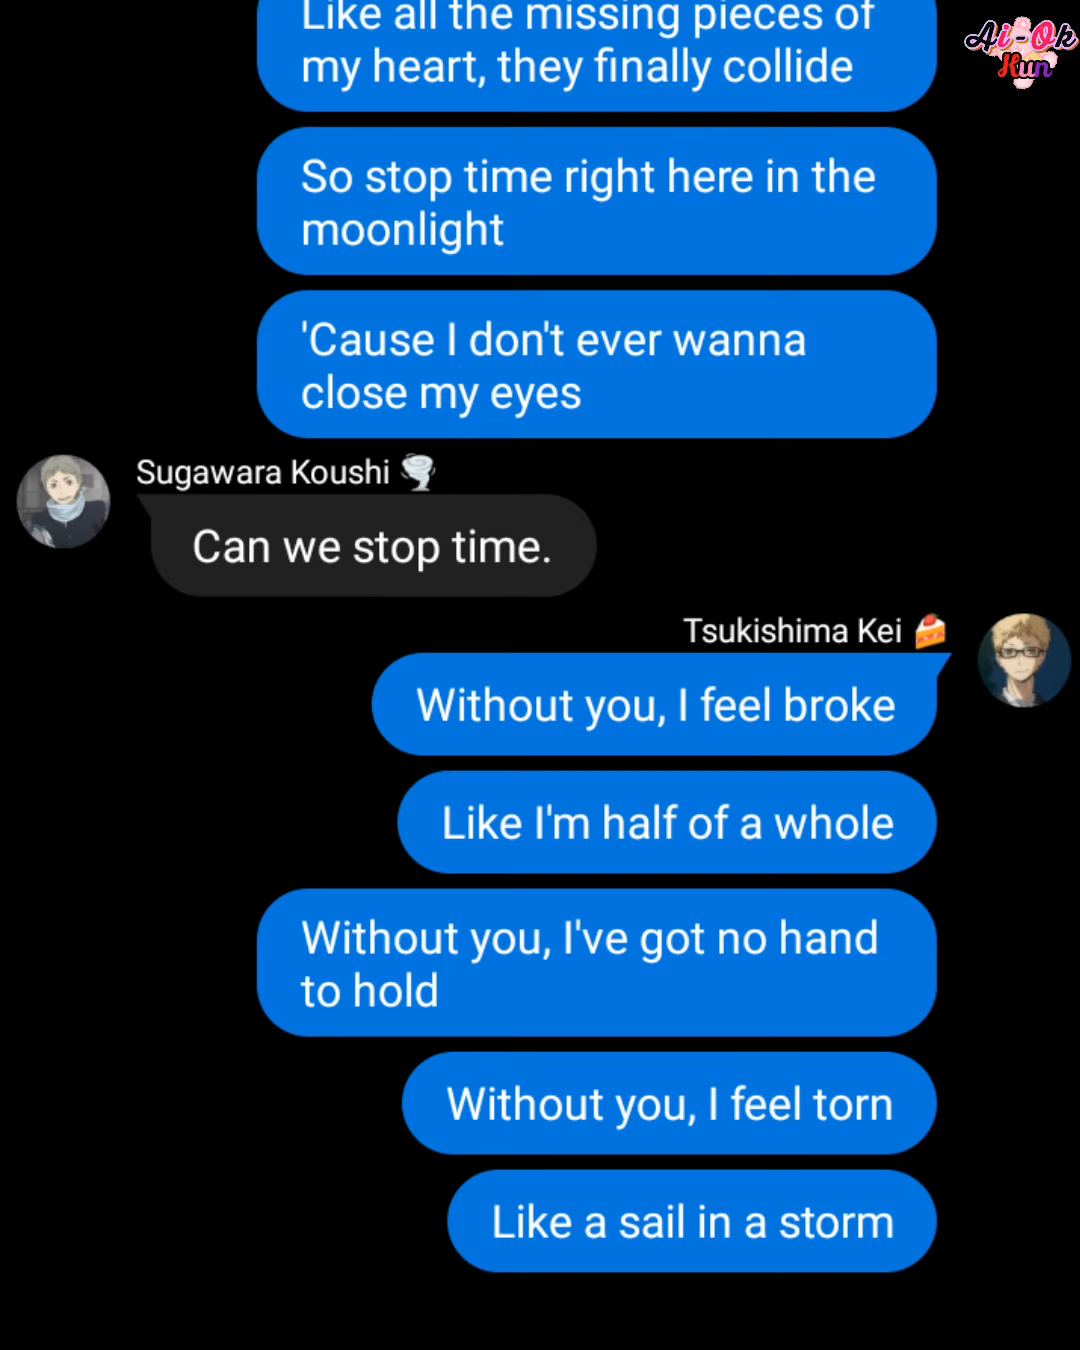 Like all the missing pieces of
my heart, they finally collide
Ai-Ok
Kun
So stop time right here in the
moonlight
'Cause I don't ever wanna
close my eyes
Sugawara Koushi 🌪️
Can we stop time.
Tsukishima Kei 🍰
Without you, I feel broke
Like I'm half of a whole
Without you, I've got no hand
to hold
Without you, I feel torn
Like a sail in a storm